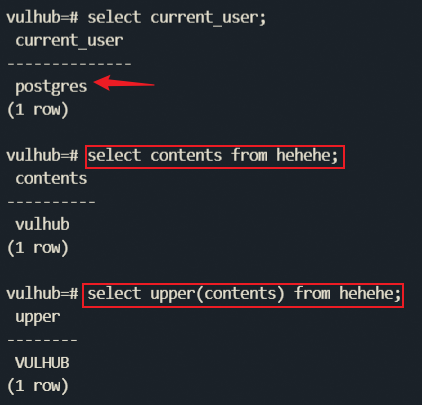 vulhub=# select current_user;
current_user
--------------
postgres
(1 row)
vulhub=# select contents from hehehe;
contents
----------
vulhub
(1 row)
vulhub=# select upper(contents) from hehehe;
upper
--------
VULHUB
(1 row)